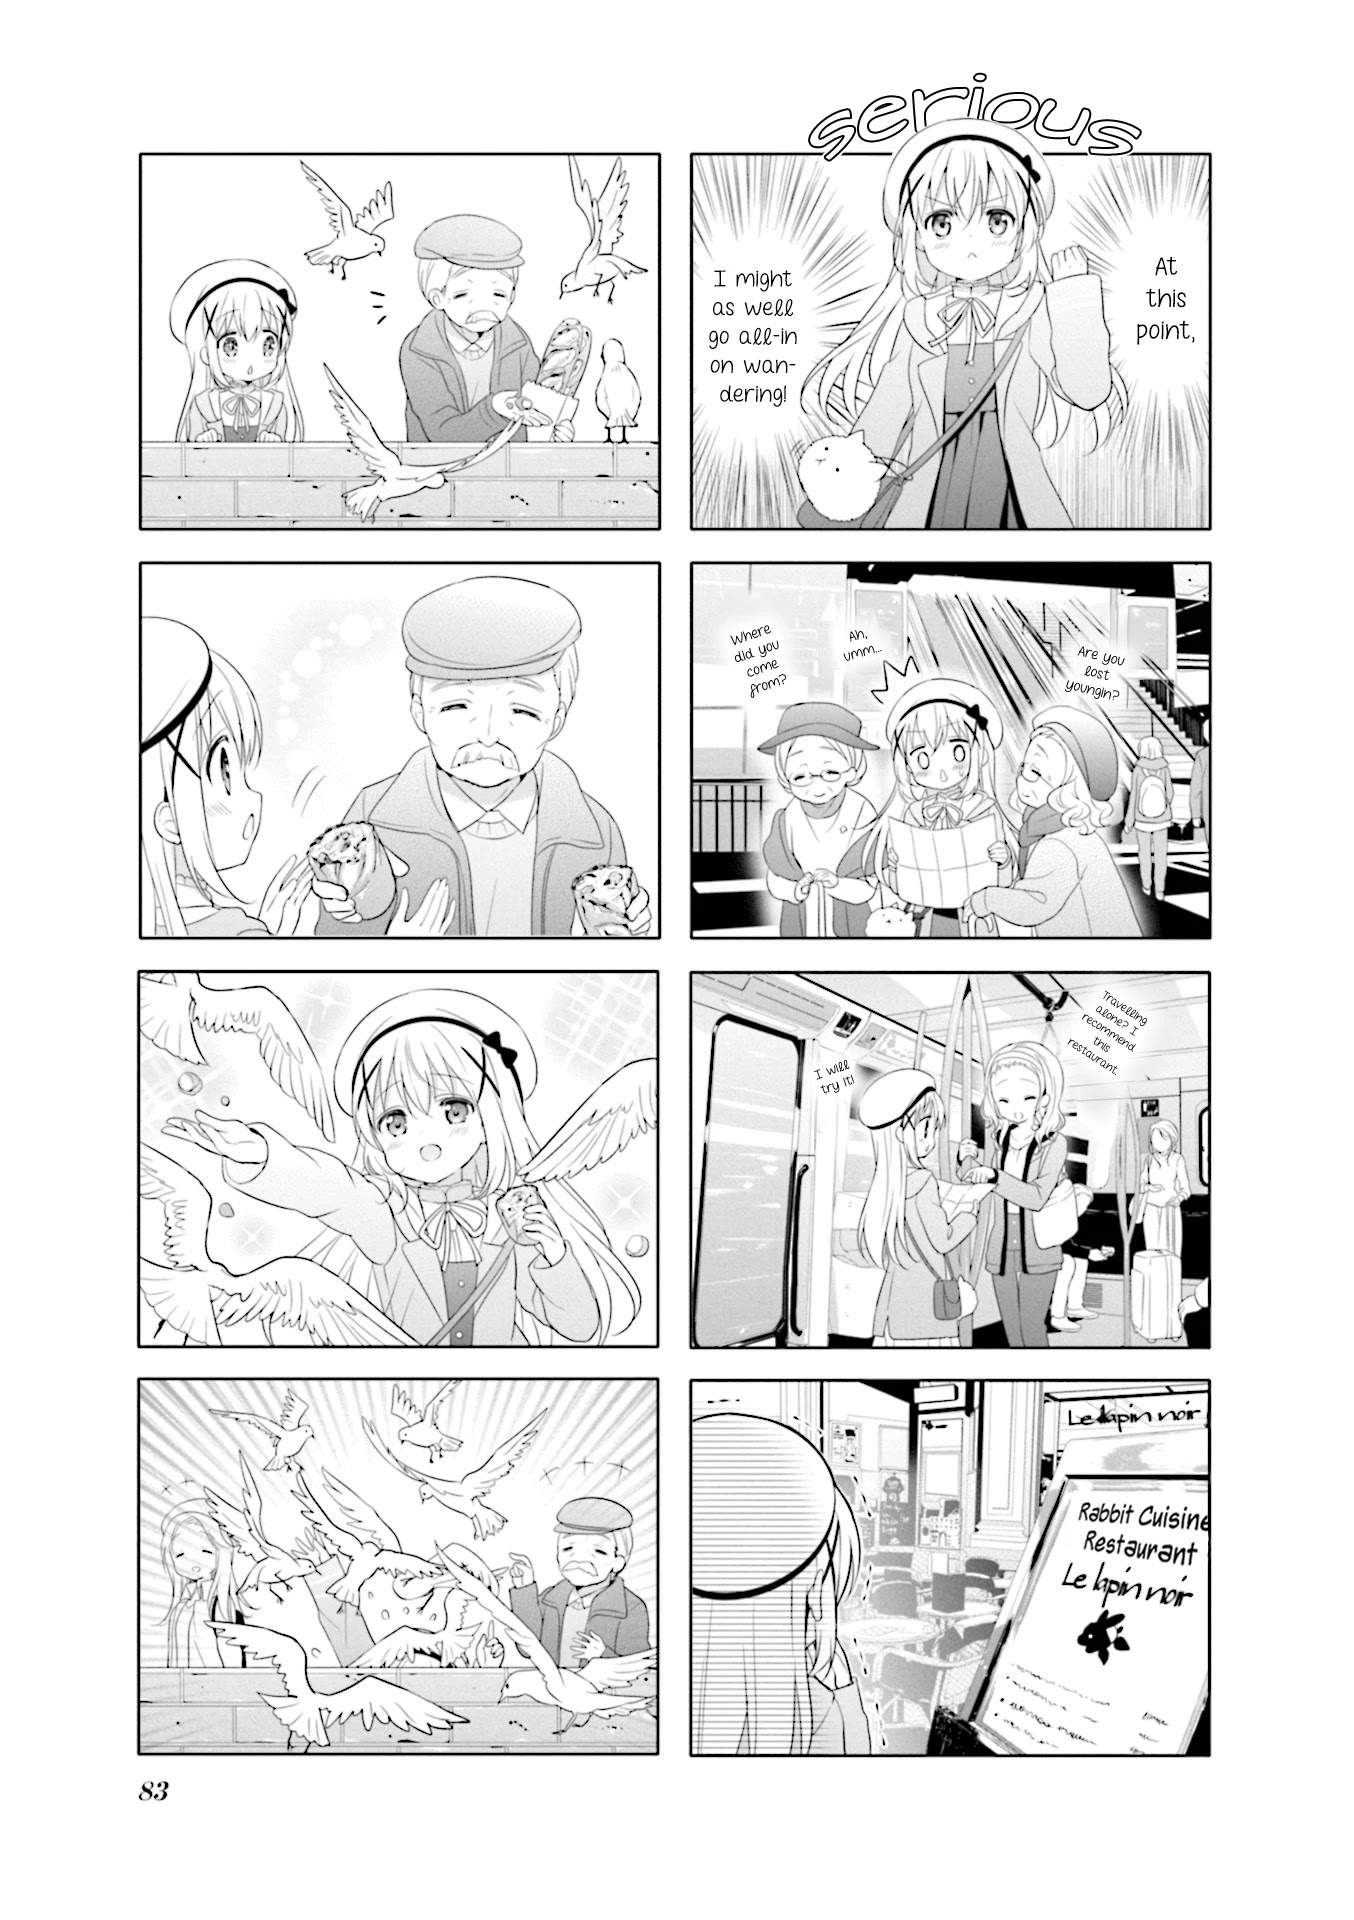 serious
At
this
point,
I might
as well
go all-in
on wan-
dering!
Are you
lost
youngin?
Ah,
umm...
Where
did you
come
from?
Travelling
alone? I
recommend
this
restaurant.
I will
try it!
Le lapin noir
Rabbit Cuisine
Restaurant
Le lapin noir
83